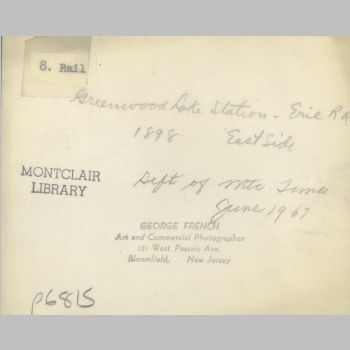 8. Rail
Greenwood Lake Station - Erie R R
1898 East Side
MONTCLAIR
LIBRARY
Gift of Mtc. Times
June 1967
GEORGE FRENCH
Art and Commercial Photographer
121 West Passaic Ave.
Bloomfield, New Jersey
p6815